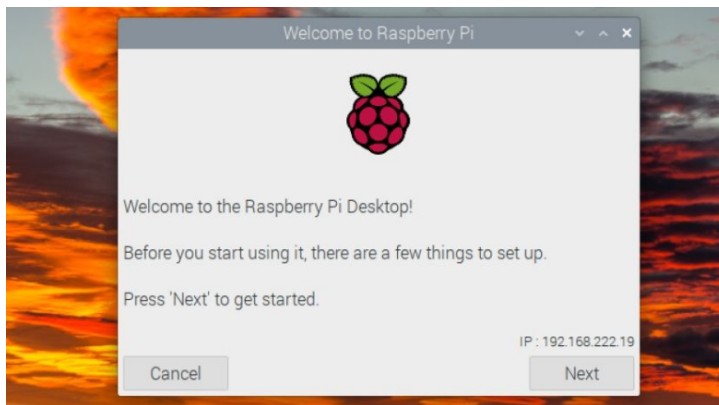 Welcome to Raspberry Pi
Welcome to the Raspberry Pi Desktop!
Before you start using it, there are a few things to set up.
Press 'Next' to get started.
IP : 192.168.222.19
Cancel
Next